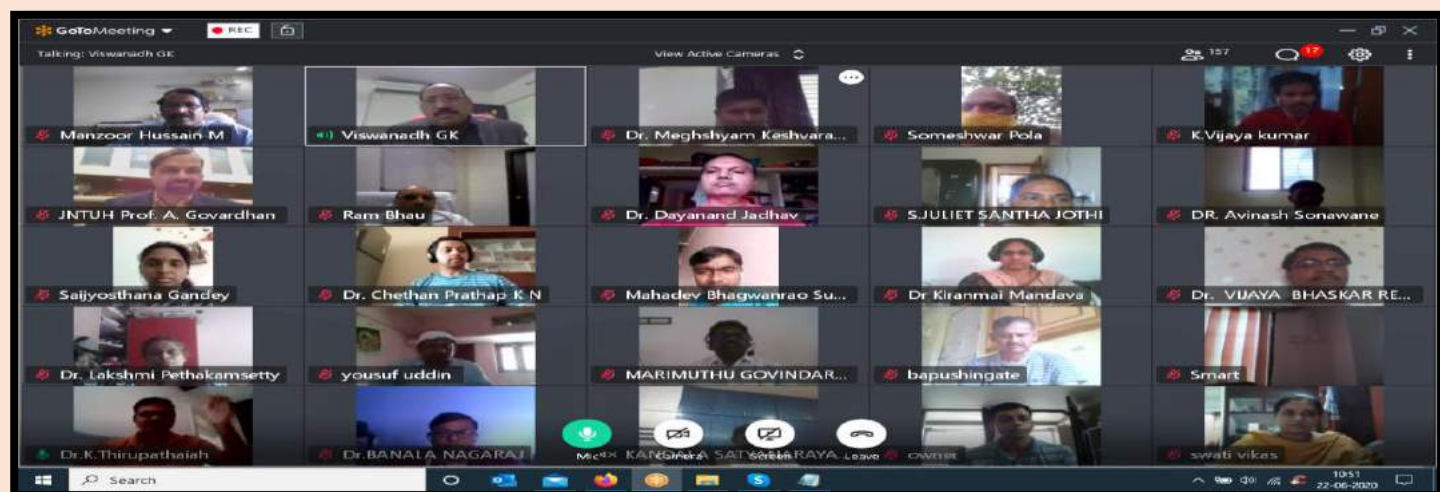 GoToMeeting
REC
Talking: Viswanadh GK
View Active Cameras
157
17
Manzoor Hussain M
Viswanadh GK
Dr. Meghshyam Keshvara...
Someshwar Pola
K.Vijaya kumar
JNTUH Prof. A. Govardhan
Ram Bhau
Dr. Dayanand Jadhav
S.JULIET SANTHA JOTHI
DR. Avinash Sonawane
Saijyosthana Gandey
Dr. Chethan Prathap K N
Mahadev Bhagwanrao Su...
Dr Kiranmai Mandava
Dr. VIJAYA BHASKAR RE...
Dr. Lakshmi Pethakamsetty
yousuf uddin
MARIMUTHU GOVINDAR...
bapushingate
Smart
Dr.K.Thirupathaiah
Dr.BANALA NAGARAJ
Mic
Camera
Screen
Leave
owner
swati vikas
Search
10:51
22-06-2020